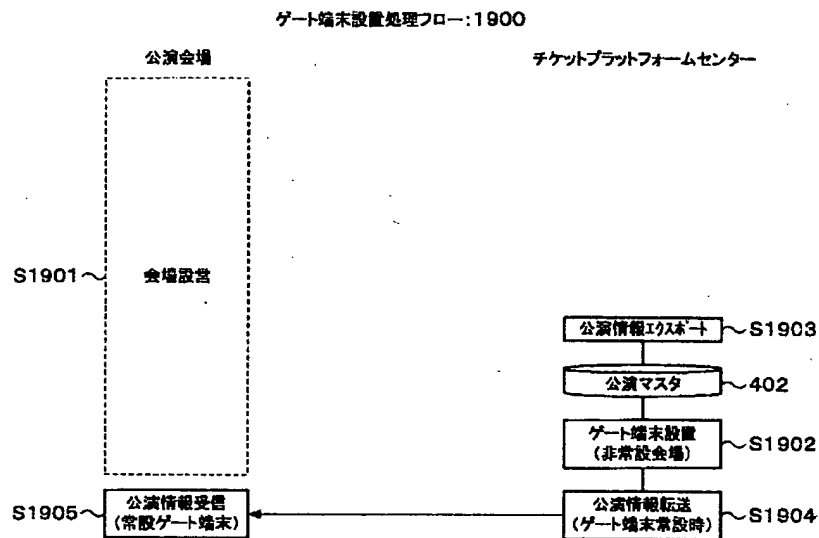 ゲート端末設置処理フロー:1900
公演会場
チケットプラットフォームセンター
S1901
会場設営
公演情報エクスポート
S1903
公演マスタ
402
ゲート端末設置
(非常設会場)
S1902
S1905
公演情報受信
(常設ゲート端末)
公演情報転送
(ゲート端末常設時)
S1904